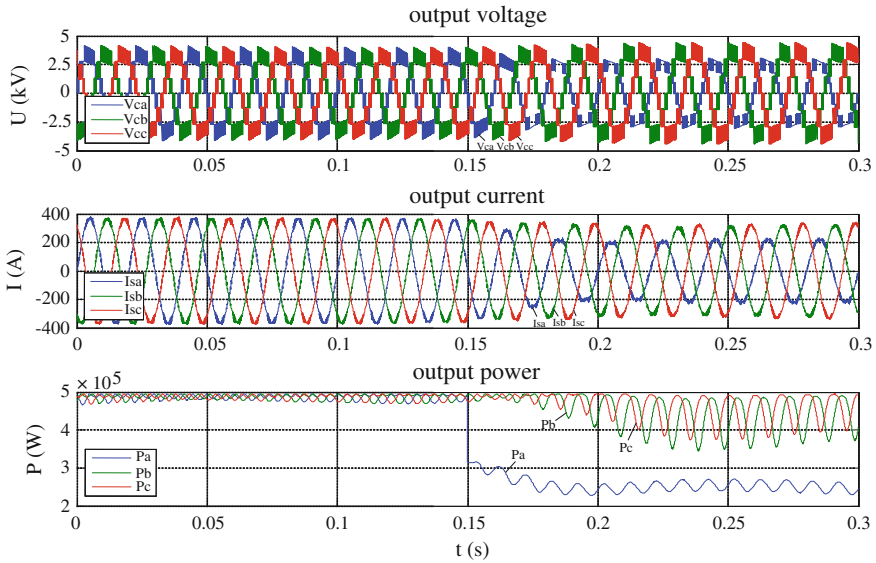 output voltage
U (kV)
5
2.5
0
-2.5
-5
Vca
Vcb
Vcc
Vca Vcb Vcc
0 0.05 0.1 0.15 0.2 0.25 0.3
output current
I (A)
400
200
0
-200
-400
Isa
Isb
Isc
Isa Isb Isc
0 0.05 0.1 0.15 0.2 0.25 0.3
output power
× 10^5
P (W)
5
4
3
2
Pa
Pb
Pc
Pa
Pb
Pc
0 0.05 0.1 0.15 0.2 0.25 0.3
t (s)